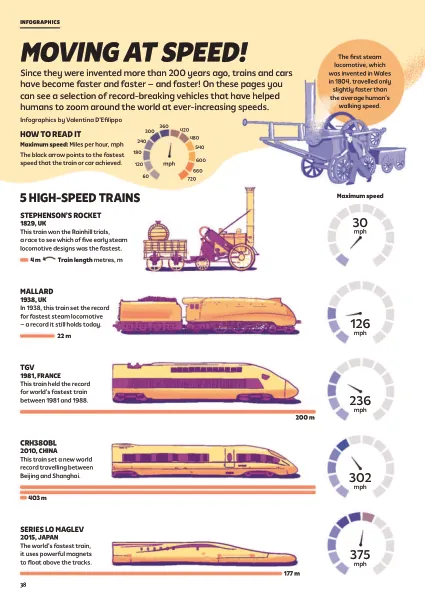 INFOGRAPHICS
MOVING AT SPEED!
Since they were invented more than 200 years ago, trains and cars
have become faster and faster – and faster! On these pages you
can see a selection of record-breaking vehicles that have helped
humans to zoom around the world at ever-increasing speeds.
Infographics by Valentina D'Efilippo
The first steam
locomotive, which
was invented in Wales
in 1804, travelled only
slightly faster than
the average human's
walking speed.
HOW TO READ IT
Maximum speed: Miles per hour, mph
The black arrow points to the fastest
speed that the train or car achieved.
60
120
180
240
300
360
420
480
540
600
660
720
mph
5 HIGH-SPEED TRAINS
Maximum speed
STEPHENSON'S ROCKET
1829, UK
This train won the Rainhill trials,
a race to see which of five early steam
locomotive designs was the fastest.
4 m
Train length metres, m
30
mph
MALLARD
1938, UK
In 1938, this train set the record
for fastest steam locomotive
– a record it still holds today.
22 m
126
mph
TGV
1981, FRANCE
This train held the record
for world's fastest train
between 1981 and 1988.
200 m
236
mph
CRH380BL
2010, CHINA
This train set a new world
record travelling between
Beijing and Shanghai.
403 m
302
mph
SERIES LO MAGLEV
2015, JAPAN
The world's fastest train,
it uses powerful magnets
to float above the tracks.
177 m
375
mph
38